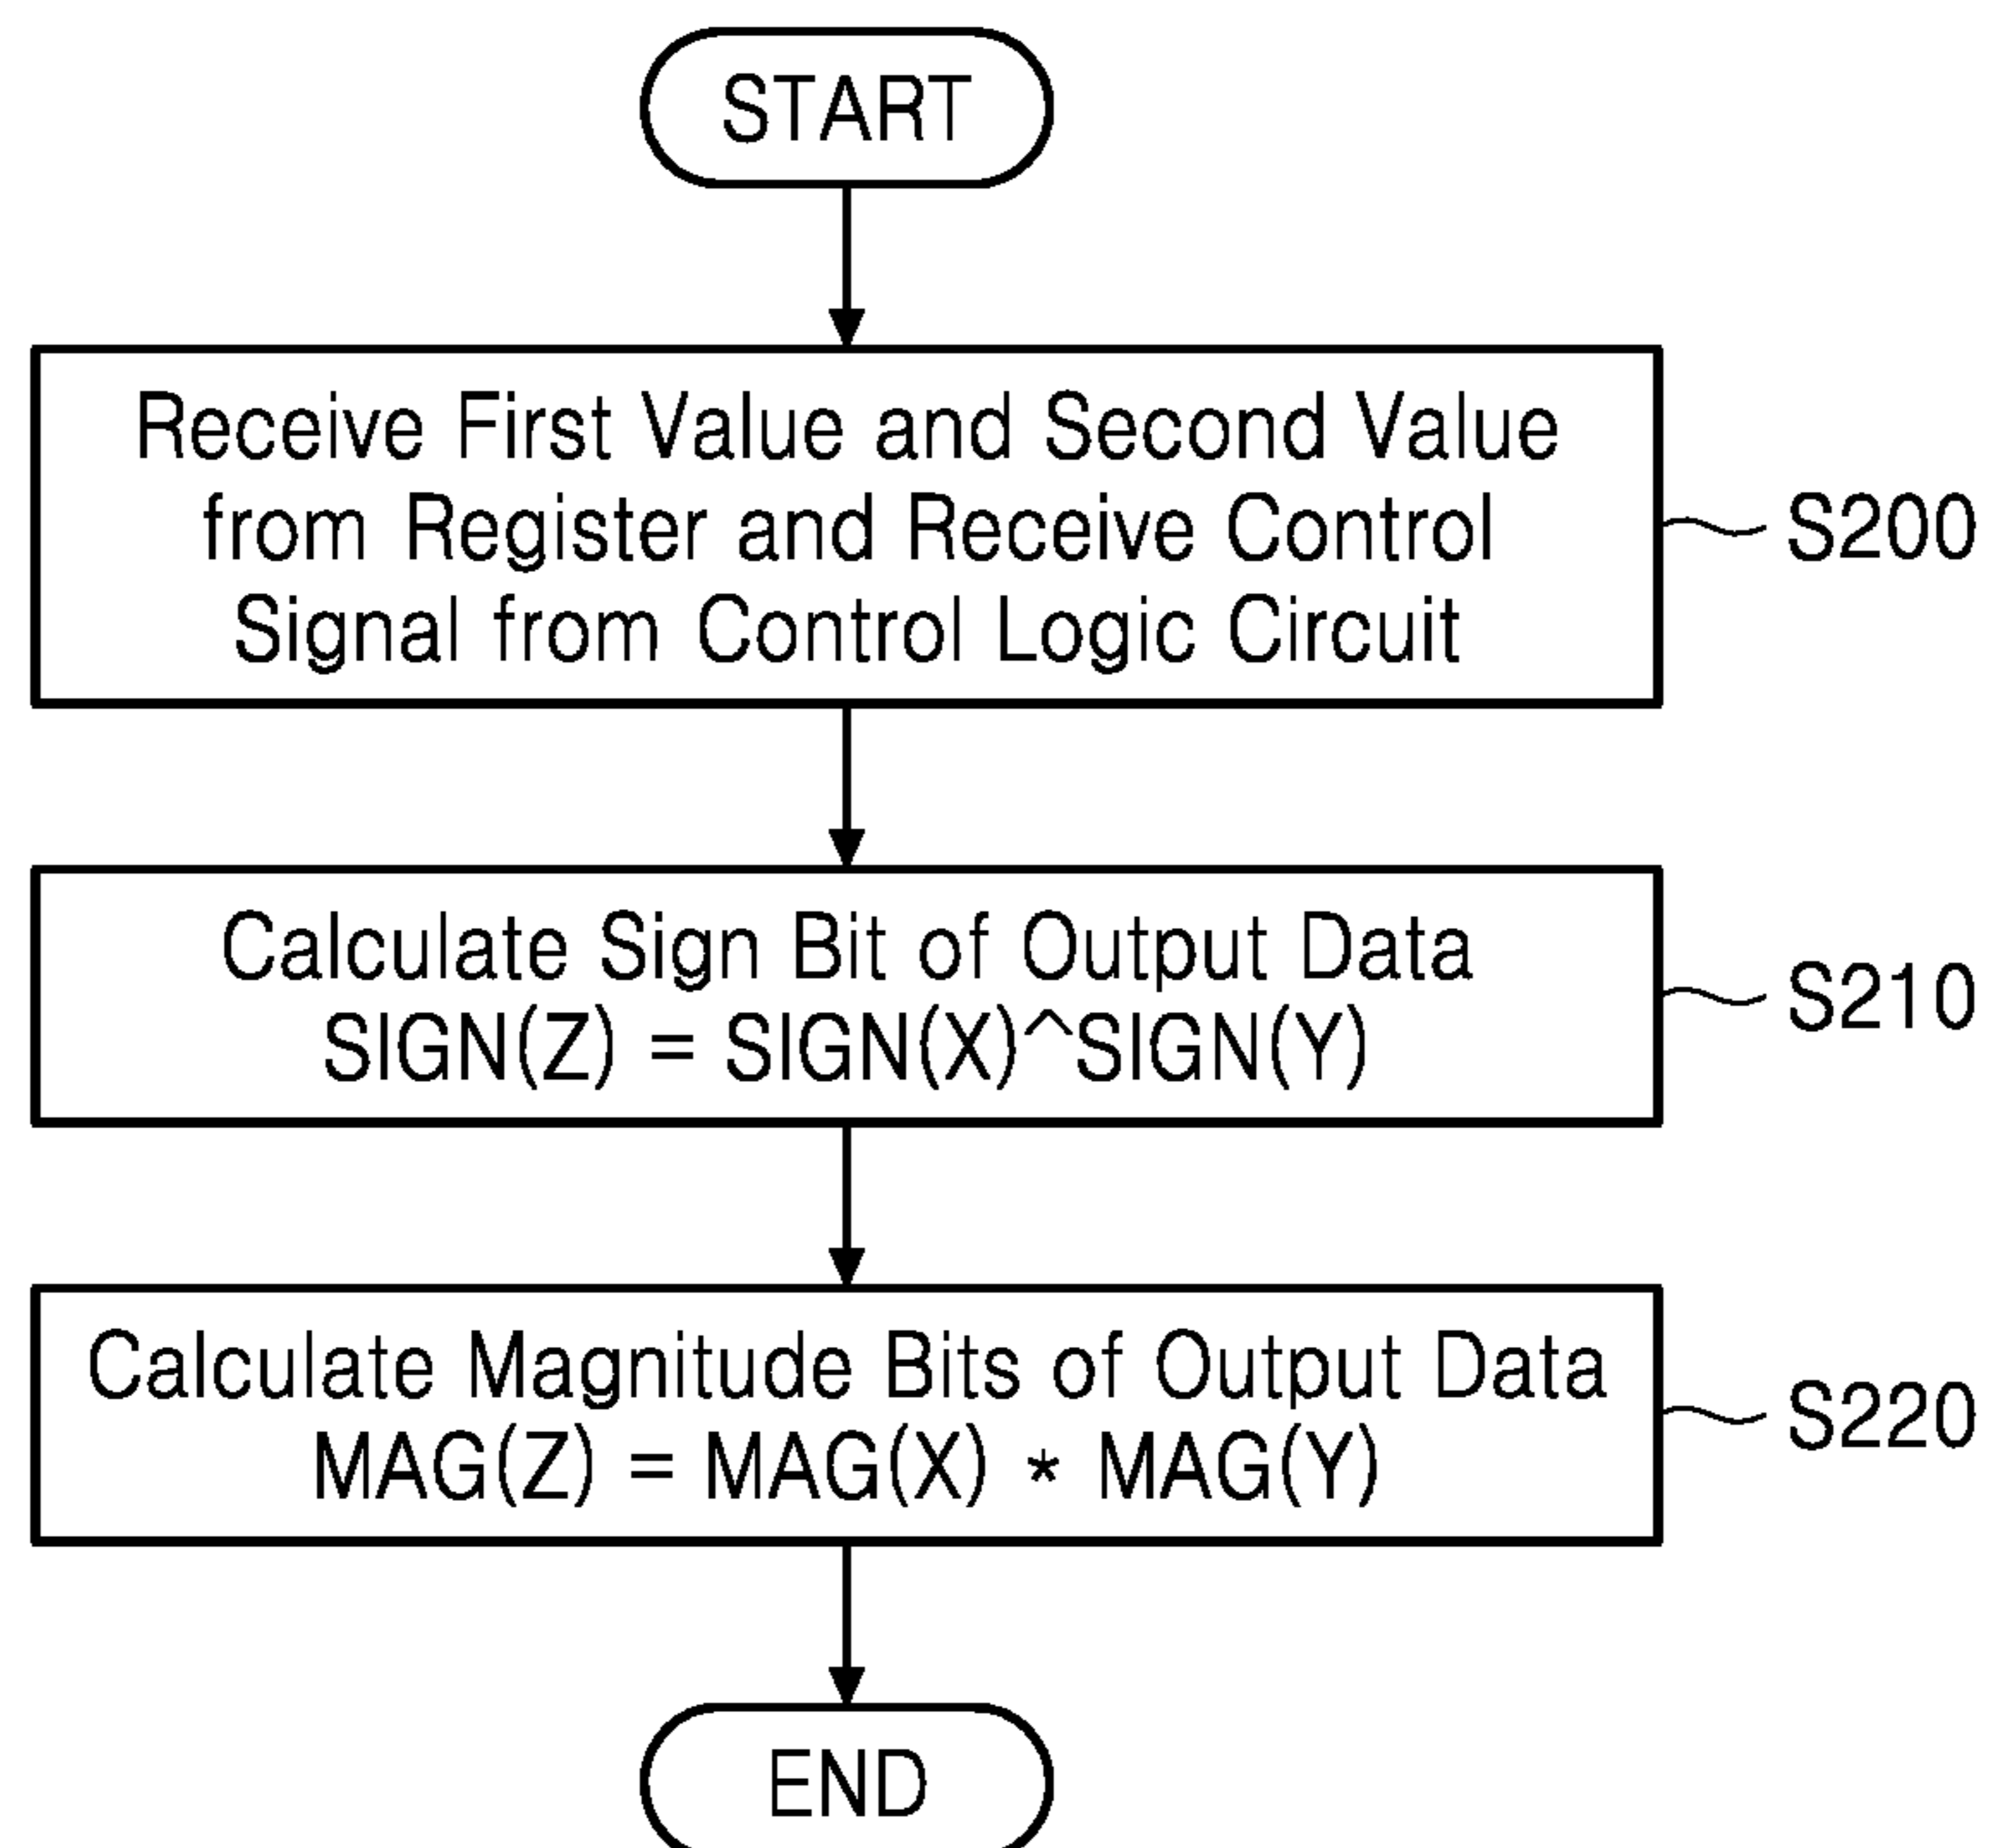 START
Receive First Value and Second Value
from Register and Receive Control
Signal from Control Logic Circuit
S200
Calculate Sign Bit of Output Data
SIGN(Z) = SIGN(X)^SIGN(Y)
S210
Calculate Magnitude Bits of Output Data
MAG(Z) = MAG(X) * MAG(Y)
S220
END